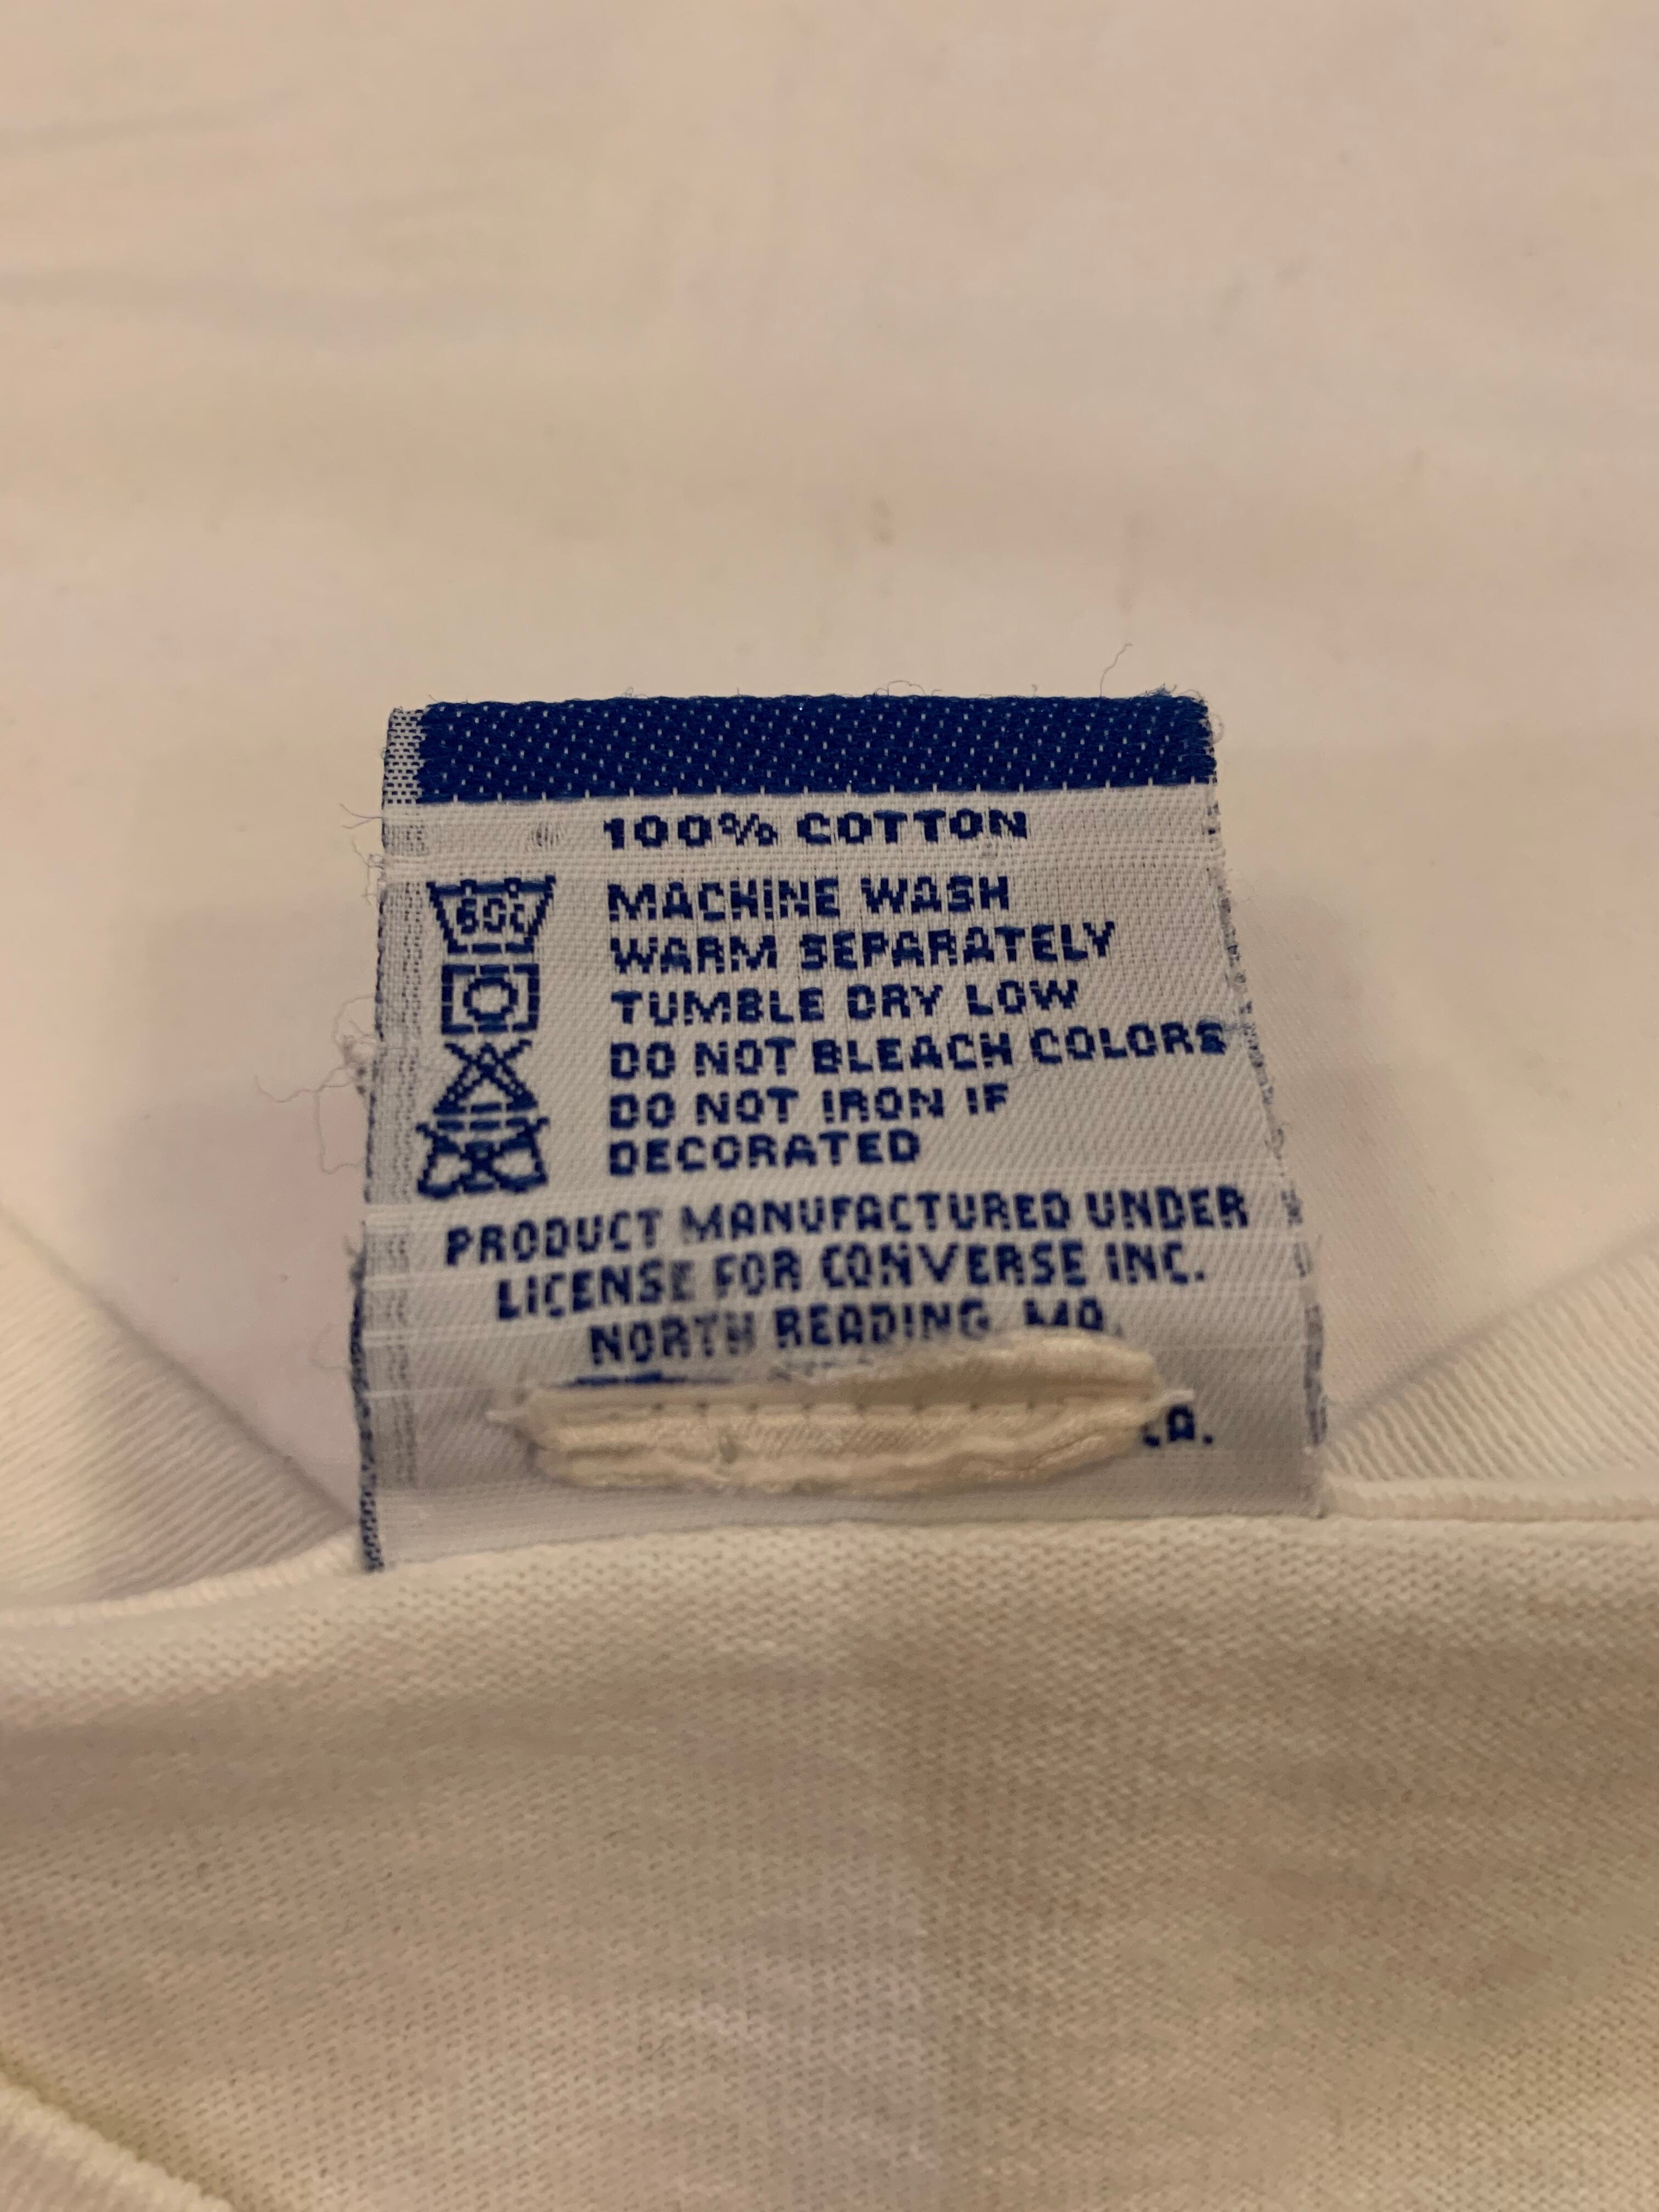 100% COTTON
60c
MACHINE WASH
WARM SEPARATELY
TUMBLE DRY LOW
DO NOT BLEACH COLORS
DO NOT IRON IF
DECORATED
PRODUCT MANUFACTURED UNDER
LICENSE FOR CONVERSE INC.
NORTH READING, MA.